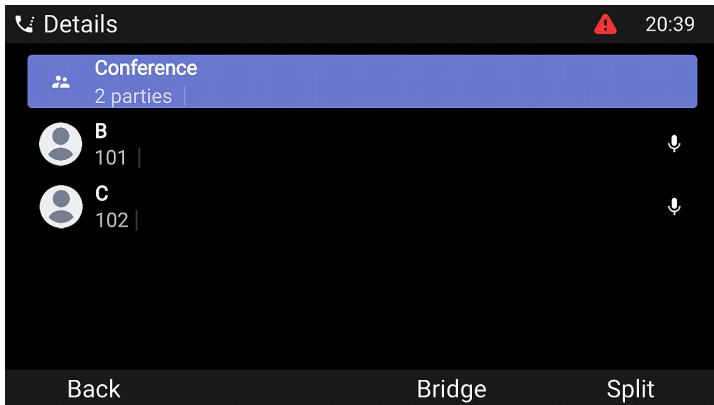 Details
20:39
Conference
2 parties
B
101
C
102
Back
Bridge
Split